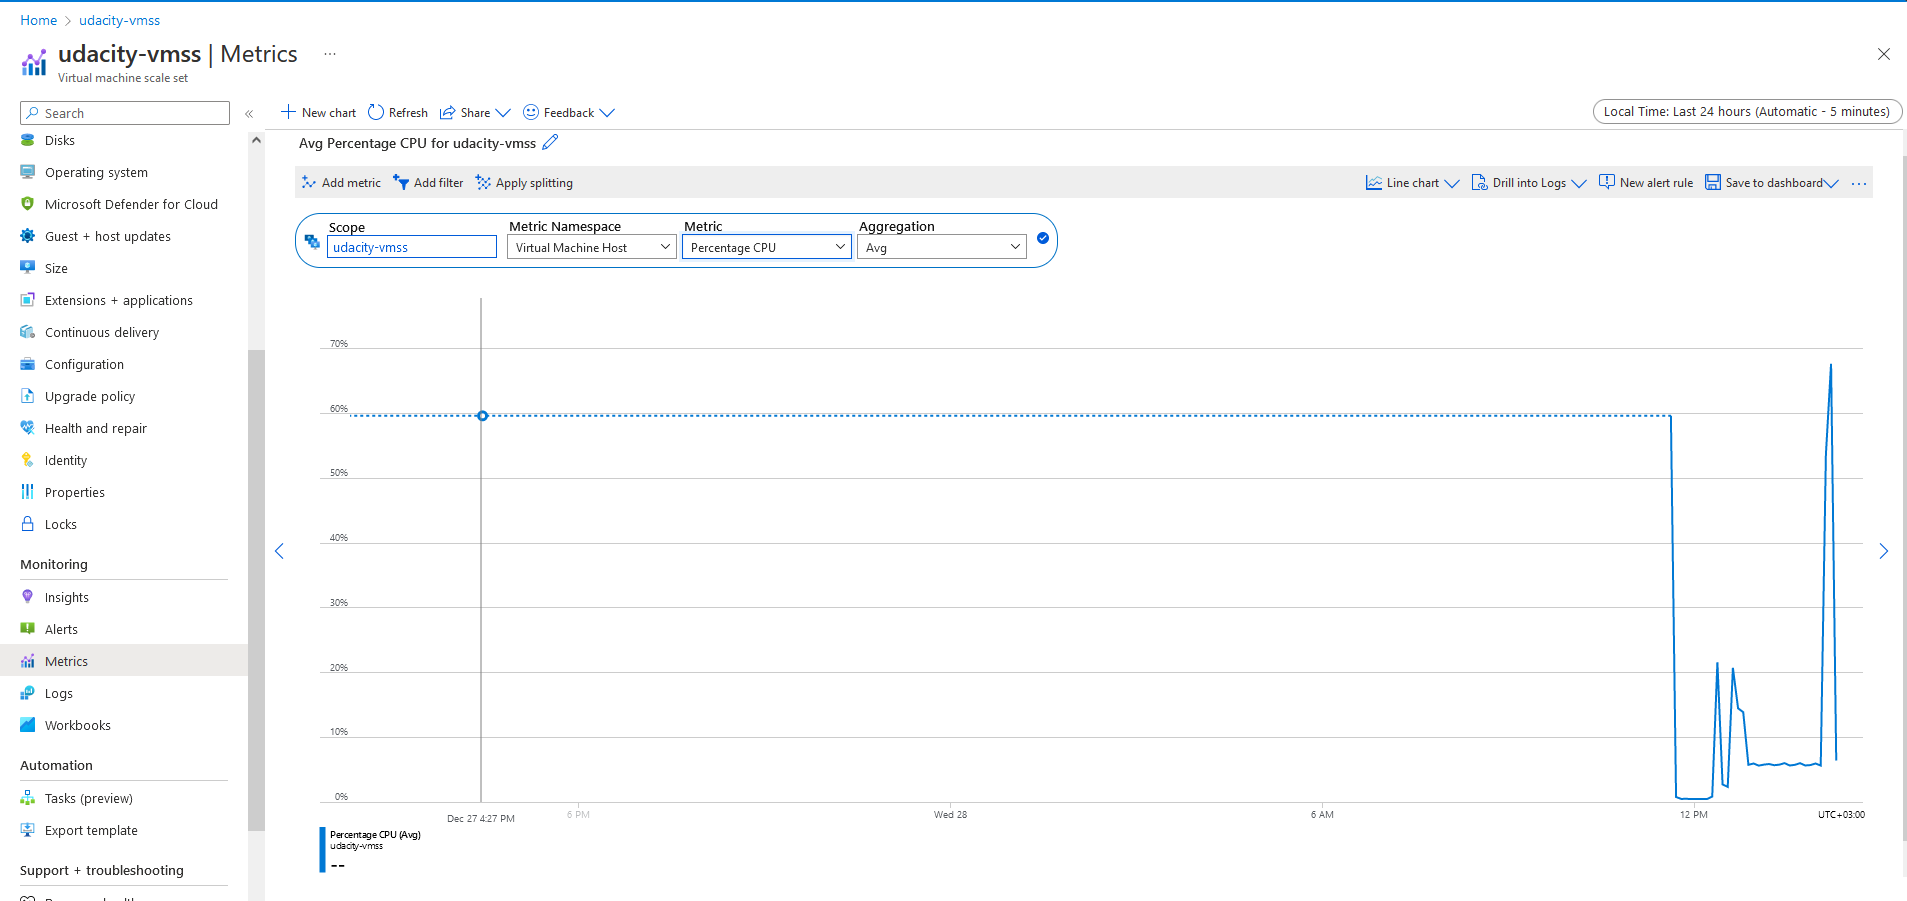 Home > udacity-vmss
udacity-vmss | Metrics ...
Virtual machine scale set
Search
«
Disks
Operating system
Microsoft Defender for Cloud
Guest + host updates
Size
Extensions + applications
Continuous delivery
Configuration
Upgrade policy
Health and repair
Identity
Properties
Locks
Monitoring
Insights
Alerts
Metrics
Logs
Workbooks
Automation
Tasks (preview)
Export template
Support + troubleshooting
New chart Refresh Share Feedback
Local Time: Last 24 hours (Automatic - 5 minutes)
Avg Percentage CPU for udacity-vmss
Add metric Add filter Apply splitting
Line chart Drill into Logs New alert rule Save to dashboard ...
Scope Metric Namespace Metric Aggregation
udacity-vmss Virtual Machine Host Percentage CPU Avg
70%
60%
50%
40%
30%
20%
10%
0%
Dec 27 4:27 PM 6 PM Wed 28 6 AM 12 PM UTC+03:00
Percentage CPU (Avg)
udacity-vmss
--